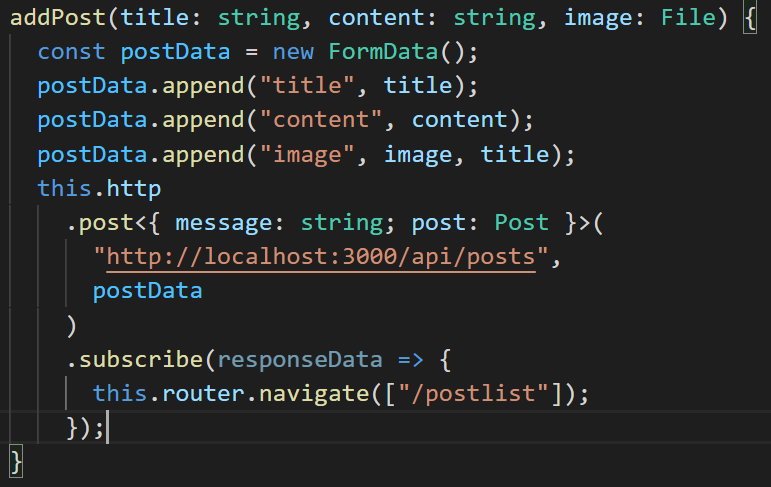 addPost(title: string, content: string, image: File) {
const postData = new FormData();
postData.append("title", title);
postData.append("content", content);
postData.append("image", image, title);
this.http
.post<{ message: string; post: Post }>(
"http://localhost:3000/api/posts",
postData
)
.subscribe(responseData => {
this.router.navigate(["/postlist"]);
});
}